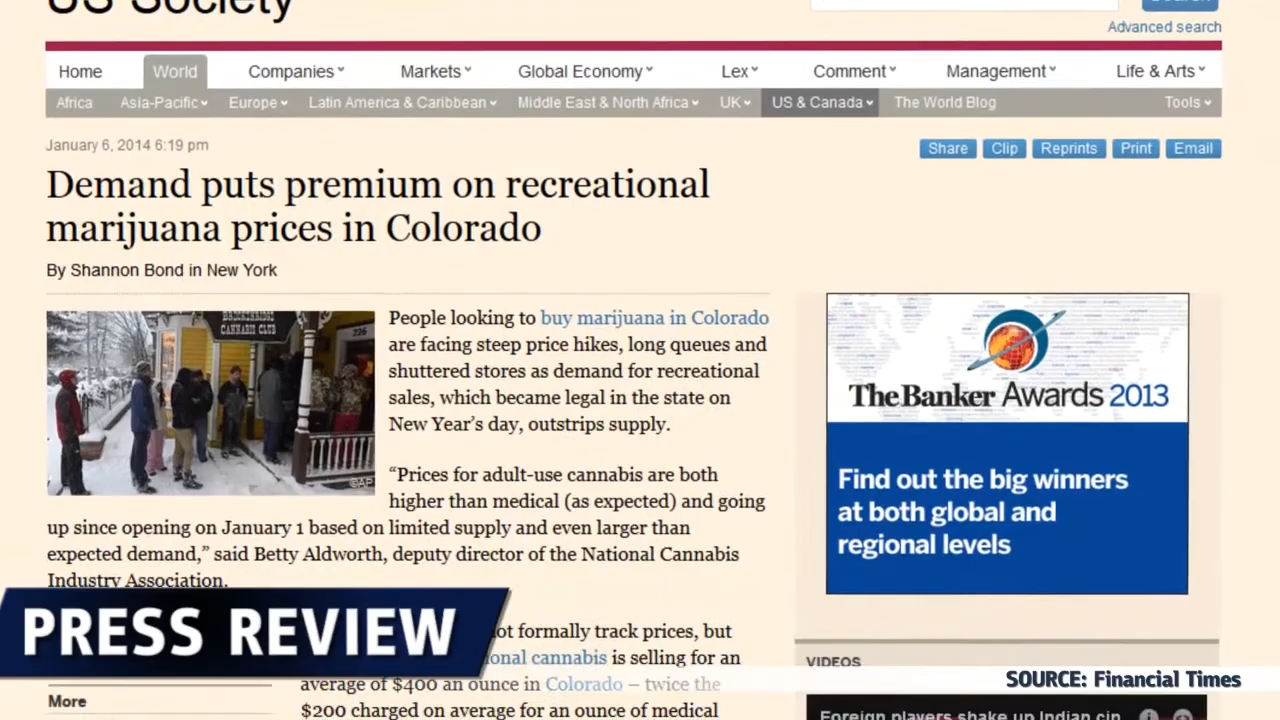 US Society
Search
Advanced search
Home World Companies Markets Global Economy Lex Comment Management Life & Arts
Africa Asia-Pacific Europe Latin America & Caribbean Middle East & North Africa UK US & Canada The World Blog Tools
January 6, 2014 6:19 pm
Share Clip Reprints Print Email
Demand puts premium on recreational
marijuana prices in Colorado
By Shannon Bond in New York
BRECKENRIDGE
CANNABIS CLUB
226
©AP
People looking to buy marijuana in Colorado
are facing steep price hikes, long queues and
shuttered stores as demand for recreational
sales, which became legal in the state on
New Year’s day, outstrips supply.
“Prices for adult-use cannabis are both
higher than medical (as expected) and going
up since opening on January 1 based on limited supply and even larger than
expected demand,” said Betty Aldworth, deputy director of the National Cannabis
Industry Association.
not formally track prices, but
onal cannabis is selling for an
average of $400 an ounce in Colorado – twice the
$200 charged on average for an ounce of medical
The Banker Awards 2013
Find out the big winners
at both global and
regional levels
PRESS REVIEW
VIDEOS
SOURCE: Financial Times
More
Foreign players shake up Indian cin